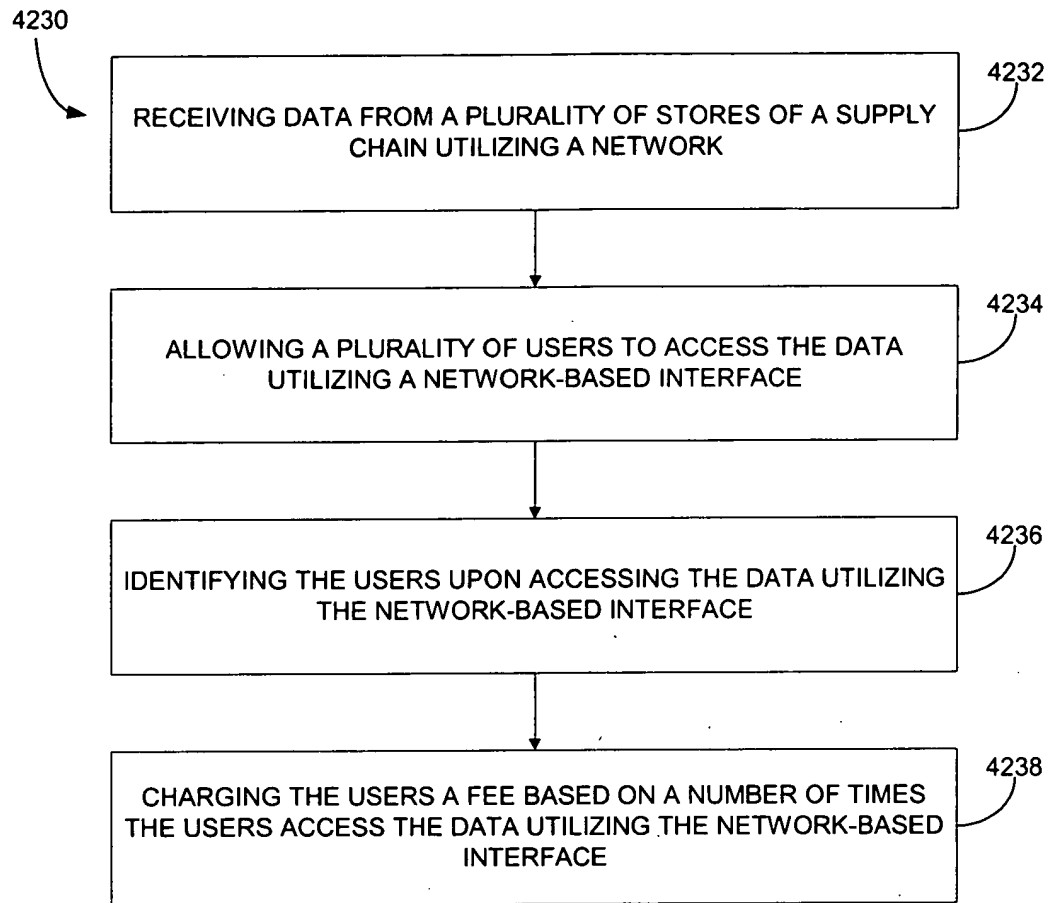 4230
4232
RECEIVING DATA FROM A PLURALITY OF STORES OF A SUPPLY
CHAIN UTILIZING A NETWORK
4234
ALLOWING A PLURALITY OF USERS TO ACCESS THE DATA
UTILIZING A NETWORK-BASED INTERFACE
4236
IDENTIFYING THE USERS UPON ACCESSING THE DATA UTILIZING
THE NETWORK-BASED INTERFACE
4238
CHARGING THE USERS A FEE BASED ON A NUMBER OF TIMES
THE USERS ACCESS THE DATA UTILIZING THE NETWORK-BASED
INTERFACE